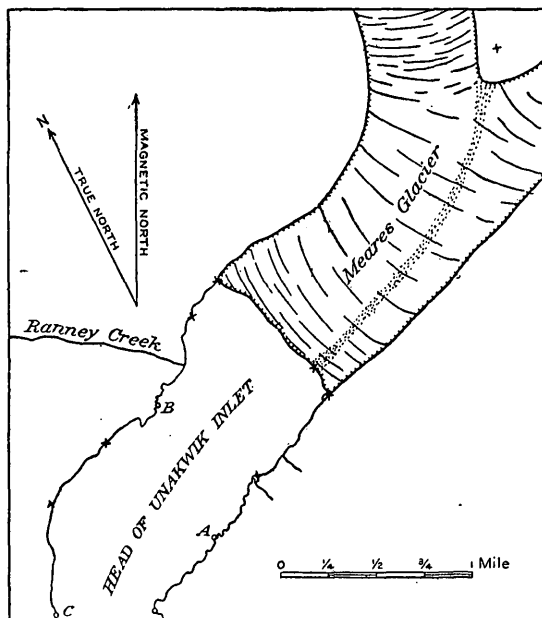 N
TRUE NORTH
MAGNETIC NORTH
Meares Glacier
Ranney Creek
B
HEAD OF UNAKWIK INLET
A
C
0 ¼ ½ ¾ 1 Mile